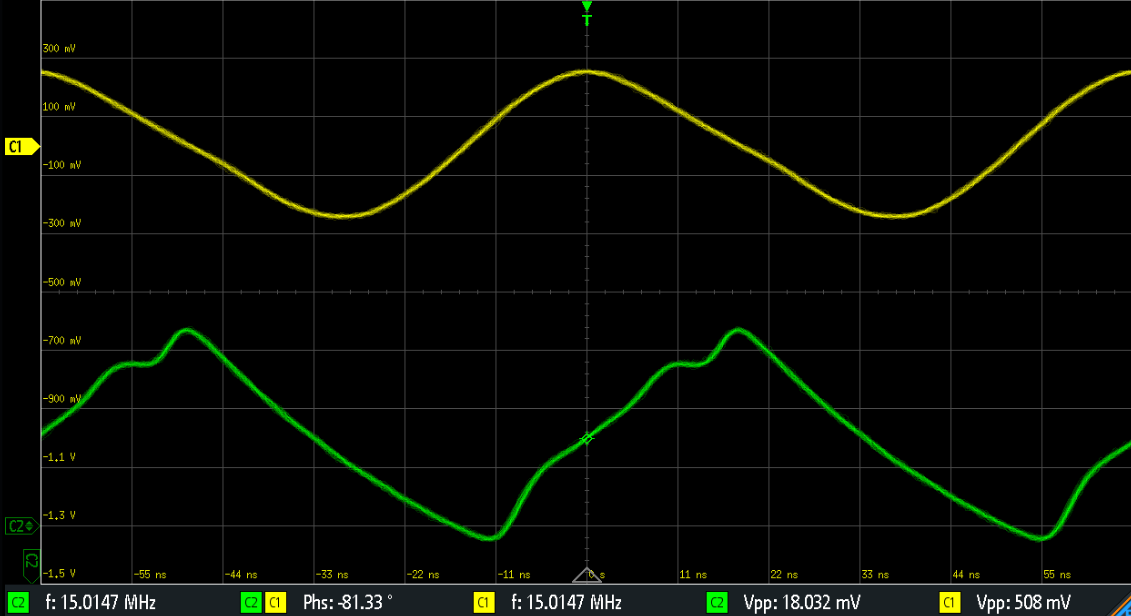 T
300 mV
100 mV
C1
-100 mV
-300 mV
-500 mV
-700 mV
-900 mV
-1.1 V
-1.3 V
C2
C2
-1.5 V
-55 ns
-44 ns
-33 ns
-22 ns
-11 ns
0 s
11 ns
22 ns
33 ns
44 ns
55 ns
C2 f: 15.0147 MHz C2 C1 Phs: -81.33 ° C1 f: 15.0147 MHz C2 Vpp: 18.032 mV C1 Vpp: 508 mV